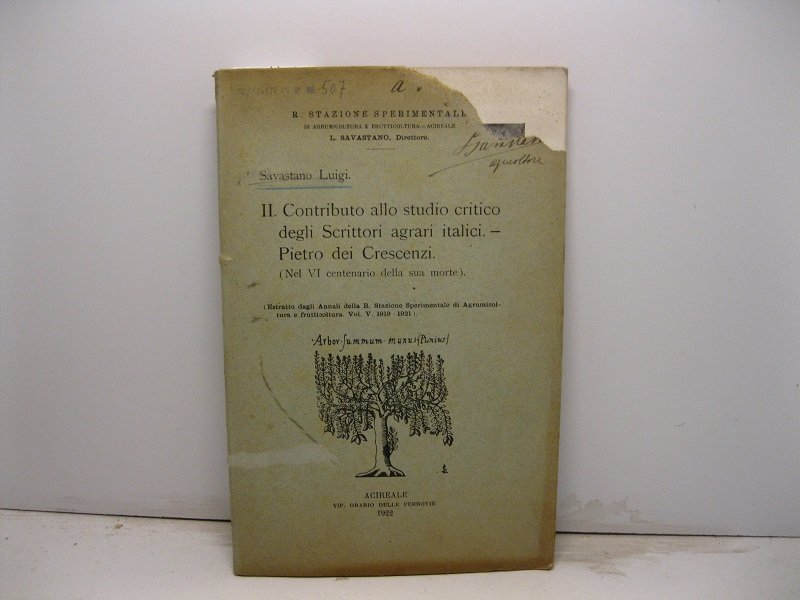 507
a.
R. STAZIONE SPERIMENTALE
DI AGRUMICOLTURA E FRUTTICOLTURA - ACIREALE
L. SAVASTANO, Direttore.
agricoltore
Savastano Luigi.
II. Contributo allo studio critico
degli Scrittori agrari italici. —
Pietro dei Crescenzi.
(Nel VI centenario della sua morte).
(Estratto dagli Annali della R. Stazione Sperimentale di Agrumicol-
tura e frutticoltura. Vol. V 1919-1921).
Arbor summum munus (Plinius)
ACIREALE
TIP. ORARIO DELLE FERROVIE
1922